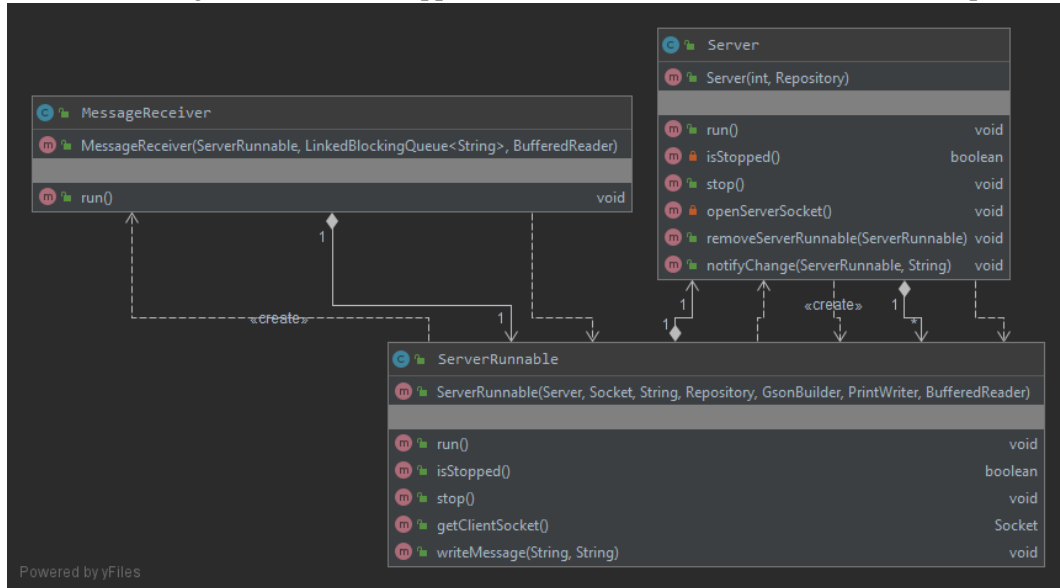 Server
Server(int, Repository)
run() void
isStopped() boolean
stop() void
openServerSocket() void
removeServerRunnable(ServerRunnable) void
notifyChange(ServerRunnable, String) void
MessageReceiver
MessageReceiver(ServerRunnable, LinkedBlockingQueue<String>, BufferedReader)
run() void
1
1
«create»
1
1
«create»
1
*
ServerRunnable
ServerRunnable(Server, Socket, String, Repository, GsonBuilder, PrintWriter, BufferedReader)
run() void
isStopped() boolean
stop() void
getClientSocket() Socket
writeMessage(String, String) void
Powered by yFiles